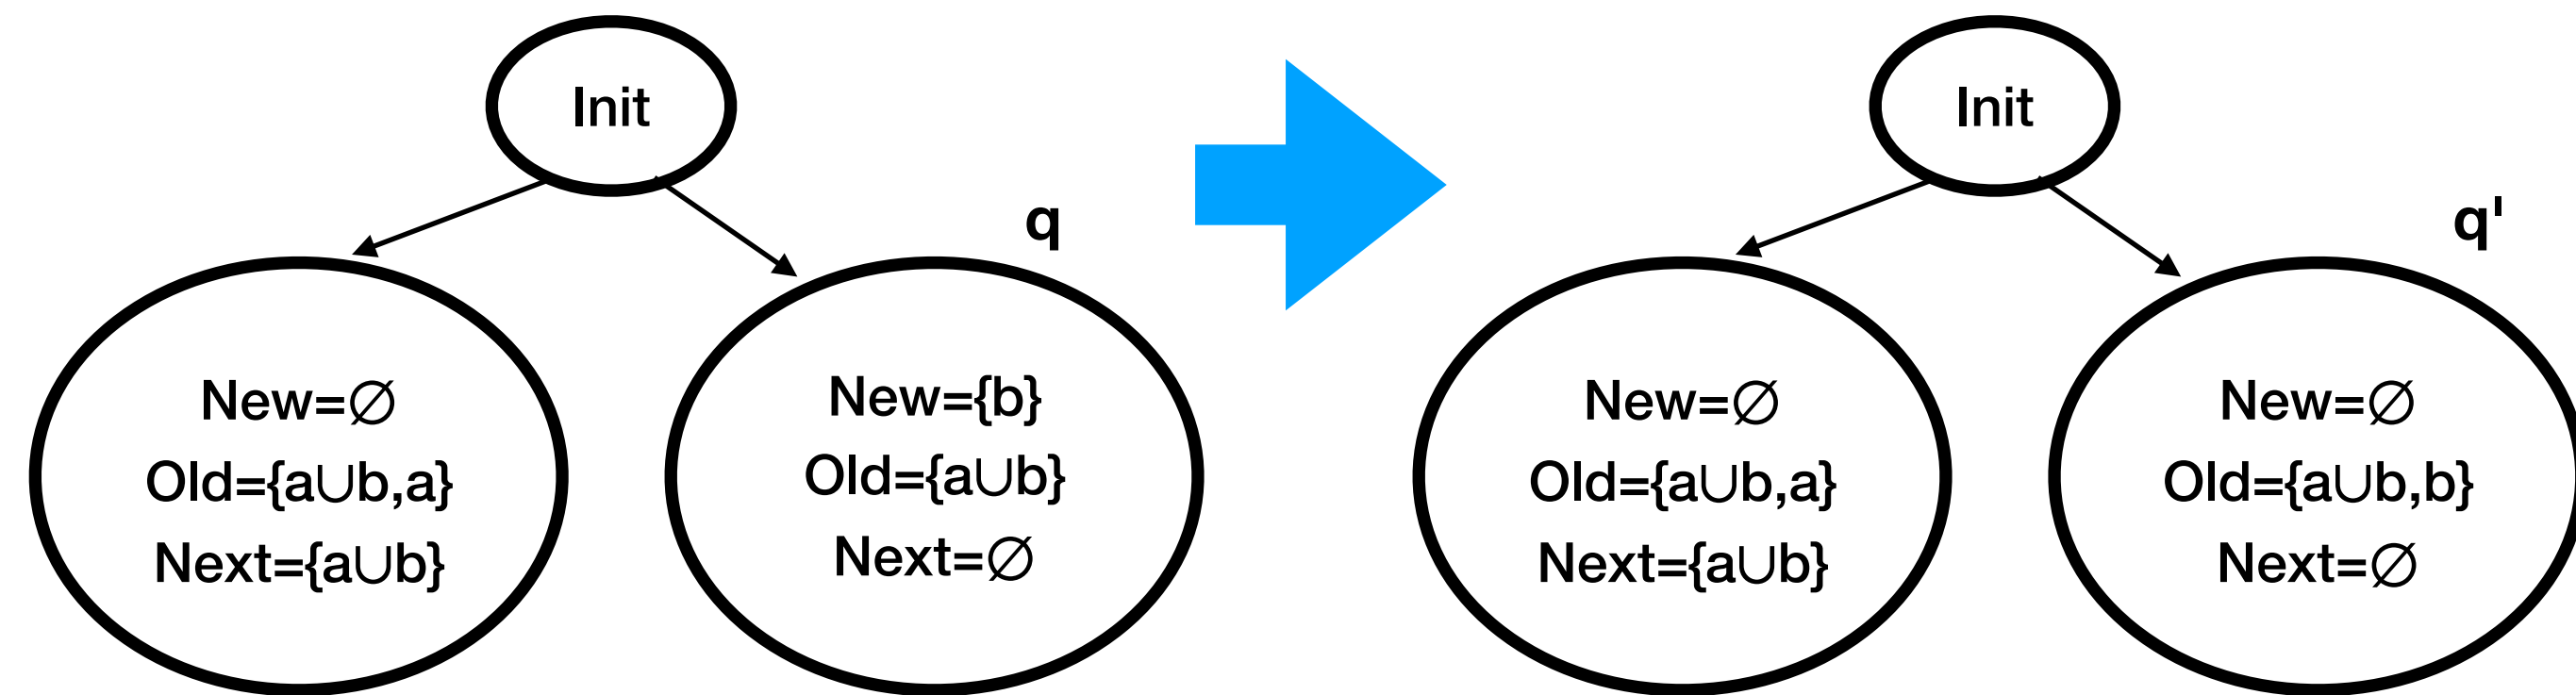 Init
q
New=∅
Old={a∪b,a}
Next={a∪b}
New={b}
Old={a∪b}
Next=∅
Init
q'
New=∅
Old={a∪b,a}
Next={a∪b}
New=∅
Old={a∪b,b}
Next=∅